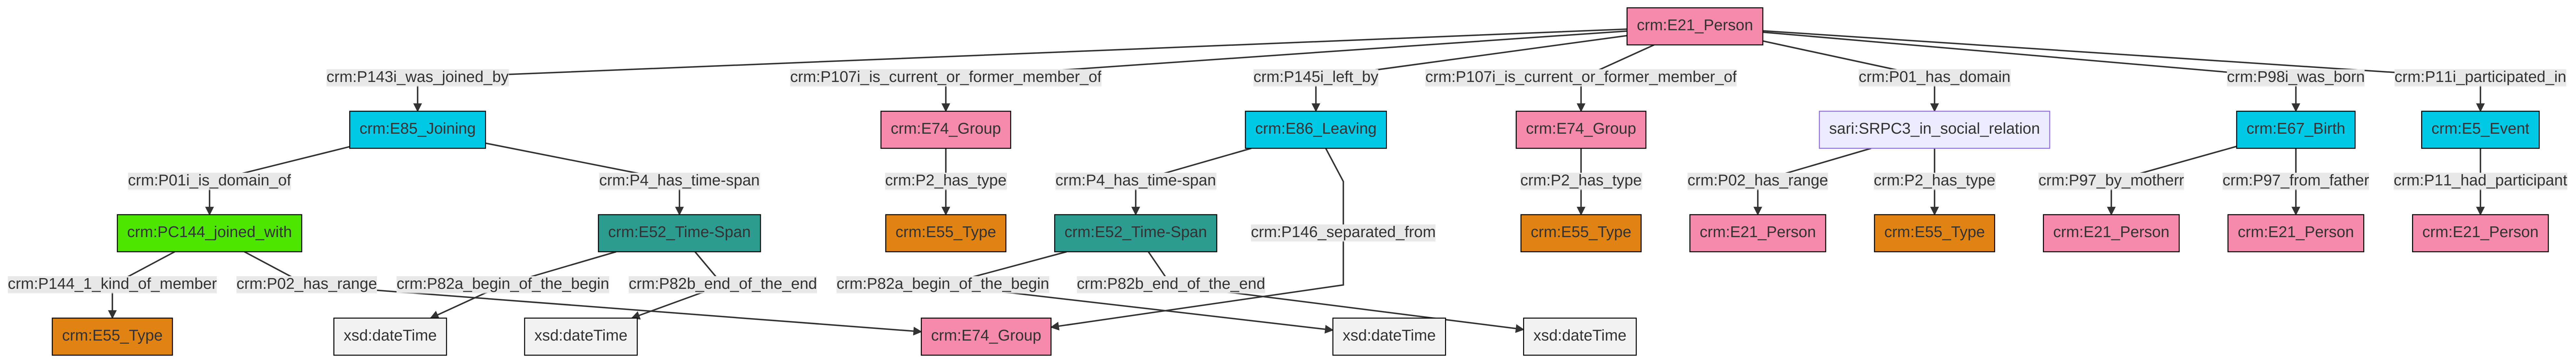 crm:E21_Person
crm:P143i_was_joined_by
crm:P107i_is_current_or_former_member_of
crm:P145i_left_by
crm:P107i_is_current_or_former_member_of
crm:P01_has_domain
crm:P98i_was_born
crm:P11i_participated_in
crm:E85_Joining
crm:E74_Group
crm:E86_Leaving
crm:E74_Group
sari:SRPC3_in_social_relation
crm:E67_Birth
crm:E5_Event
crm:P01i_is_domain_of
crm:P4_has_time-span
crm:P2_has_type
crm:P4_has_time-span
crm:P2_has_type
crm:P02_has_range
crm:P2_has_type
crm:P97_by_motherr
crm:P97_from_father
crm:P11_had_participant
crm:PC144_joined_with
crm:E52_Time-Span
crm:E55_Type
crm:E52_Time-Span
crm:P146_separated_from
crm:E55_Type
crm:E21_Person
crm:E55_Type
crm:E21_Person
crm:E21_Person
crm:E21_Person
crm:P144_1_kind_of_member
crm:P02_has_range
crm:P82a_begin_of_the_begin
crm:P82b_end_of_the_end
crm:P82a_begin_of_the_begin
crm:P82b_end_of_the_end
crm:E55_Type
xsd:dateTime
xsd:dateTime
crm:E74_Group
xsd:dateTime
xsd:dateTime